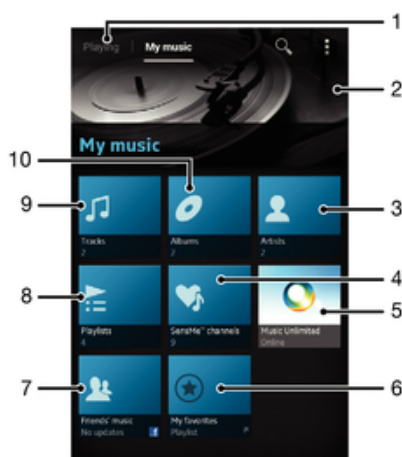 1
Playing My music
2
My music
10
9
Tracks
2
Albums
2
Artists
2
3
4
8
Playlists
4
SensMe™ channels
9
Music Unlimited
Online
5
7
Friends' music
No updates
f
My favorites
Playlist
6